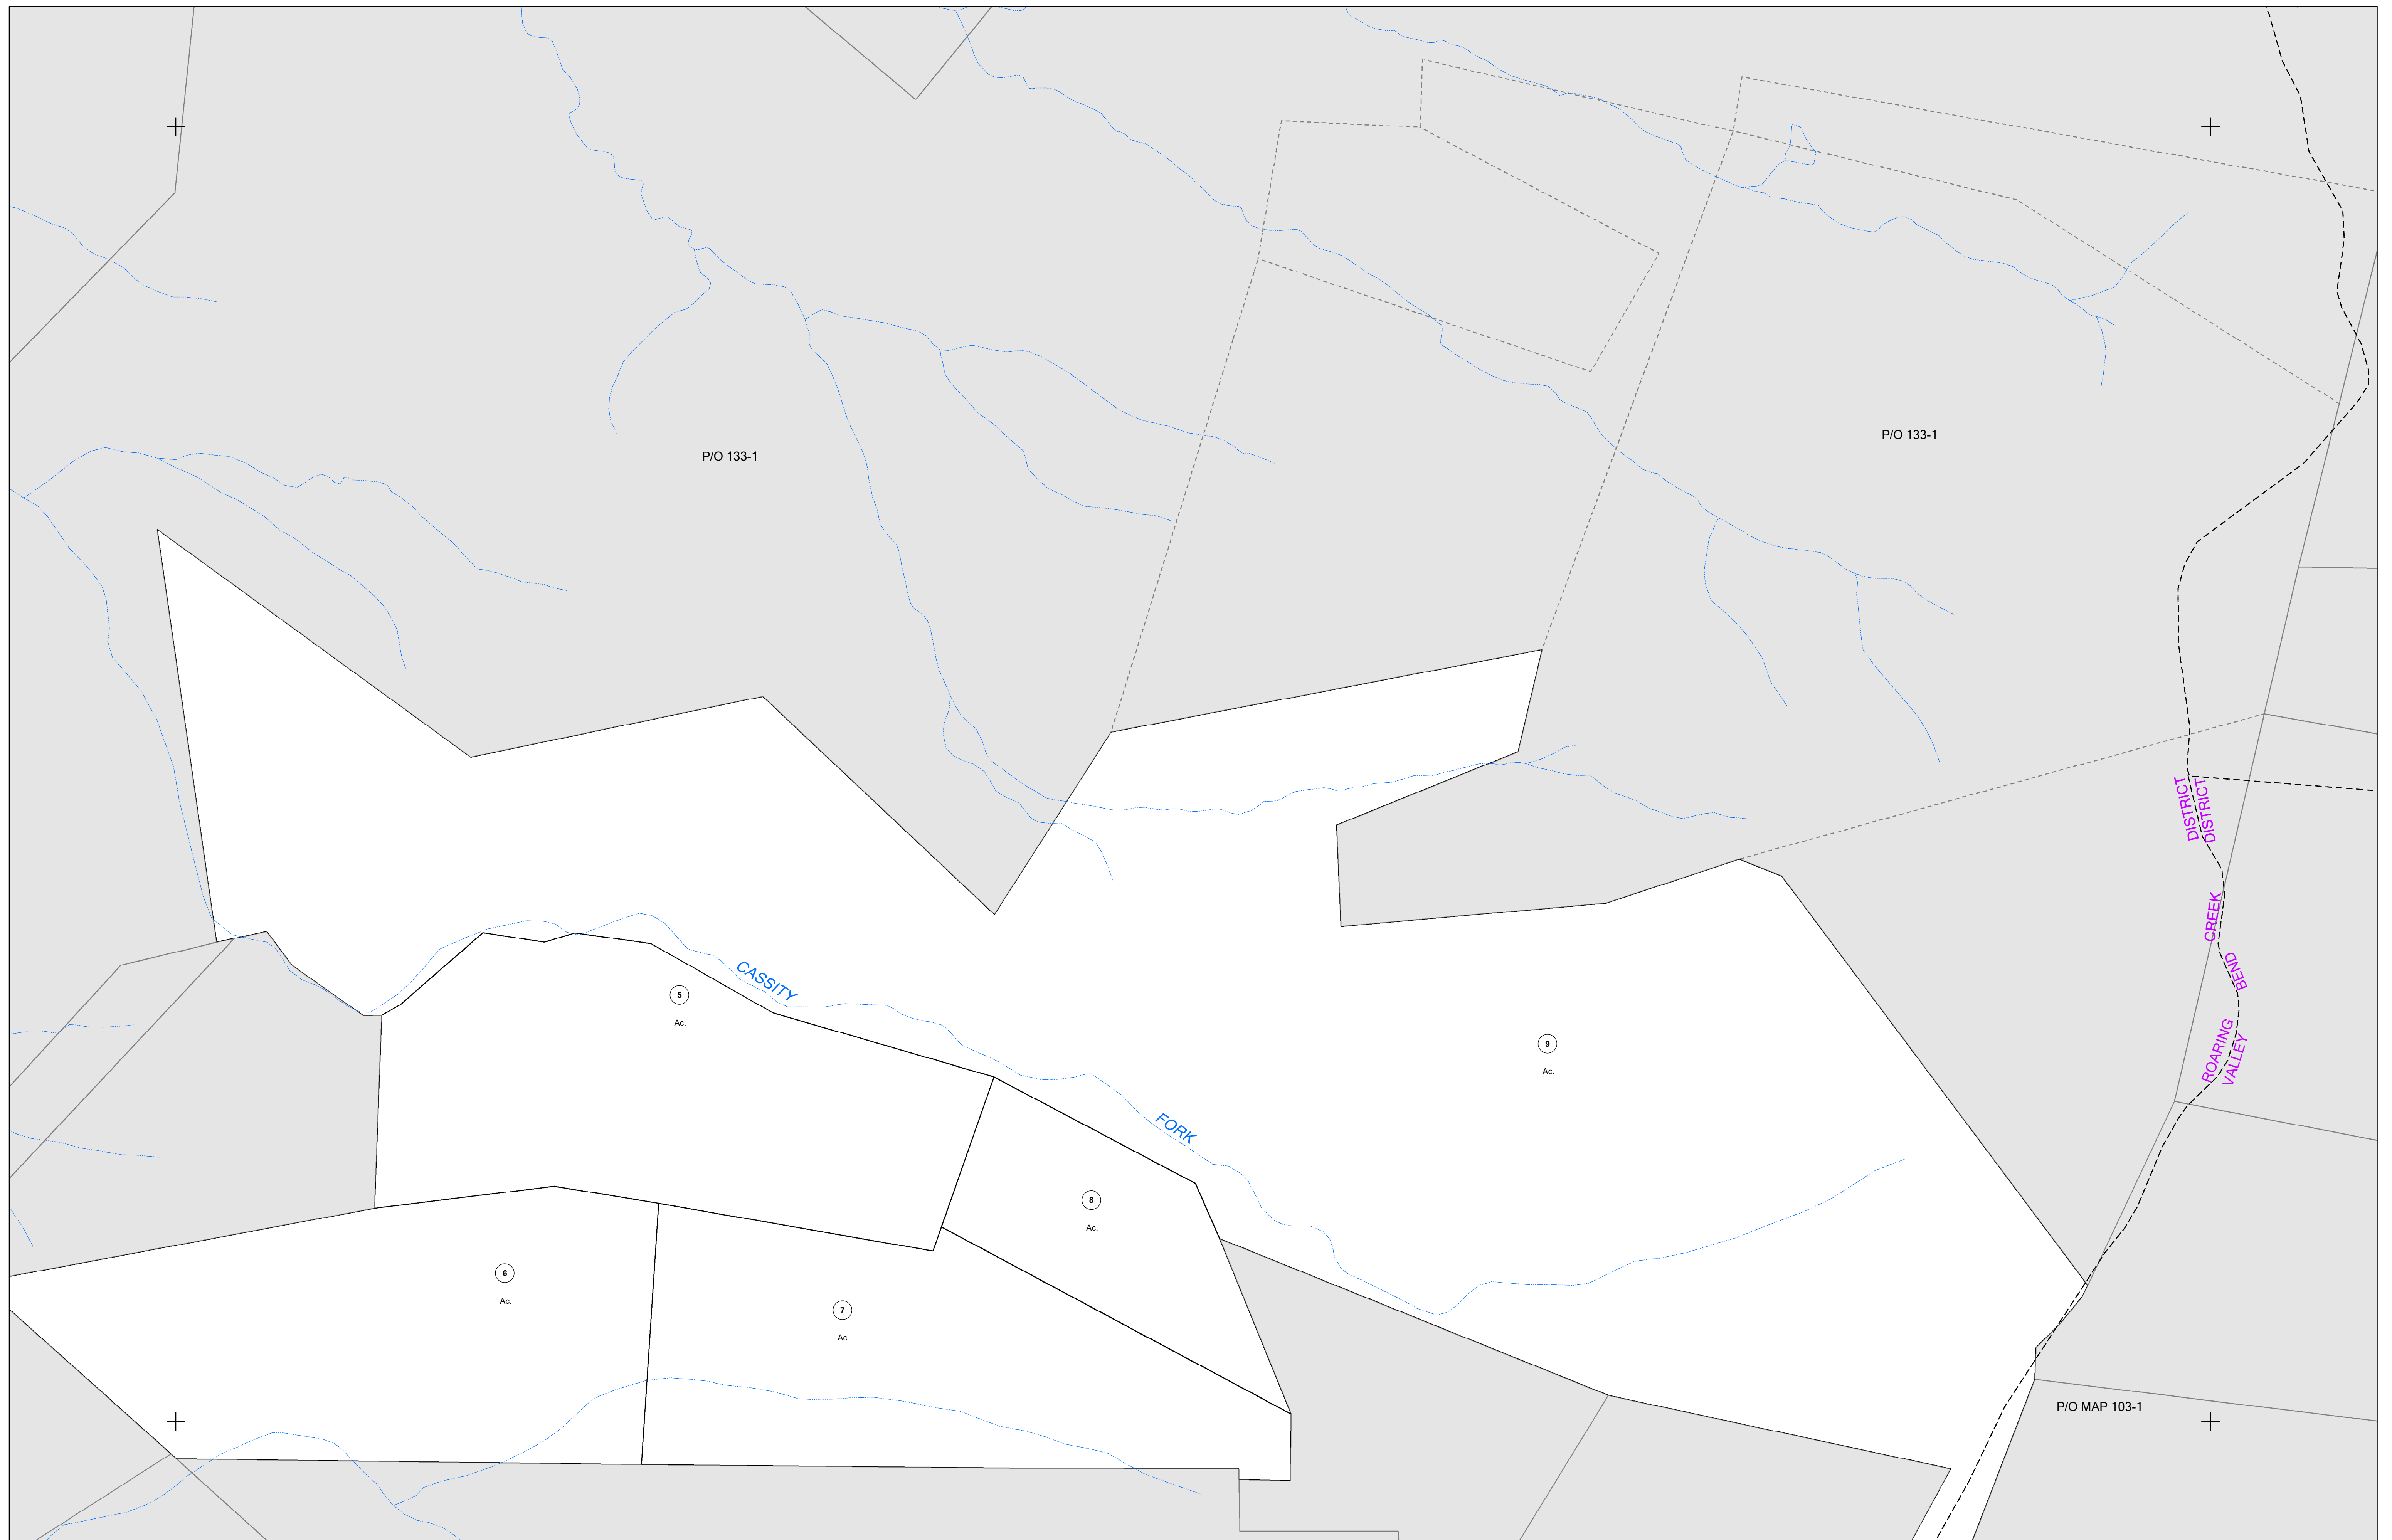 P/O 133-1
P/O 133-1
DISTRICT
DISTRICT
CREEK
BEND
ROARING
VALLEY
CASSITY
FORK
5
Ac.
9
Ac.
8
Ac.
6
Ac.
7
Ac.
P/O MAP 103-1